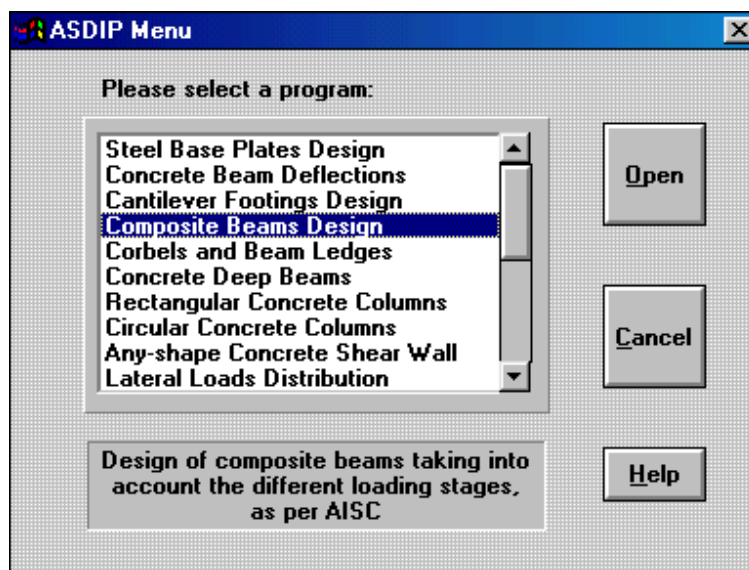 ASDIP Menu
Please select a program:
Steel Base Plates Design
Concrete Beam Deflections
Cantilever Footings Design
Composite Beams Design
Corbels and Beam Ledges
Concrete Deep Beams
Rectangular Concrete Columns
Circular Concrete Columns
Any-shape Concrete Shear Wall
Lateral Loads Distribution
Open
Cancel
Design of composite beams taking into
account the different loading stages,
as per AISC
Help